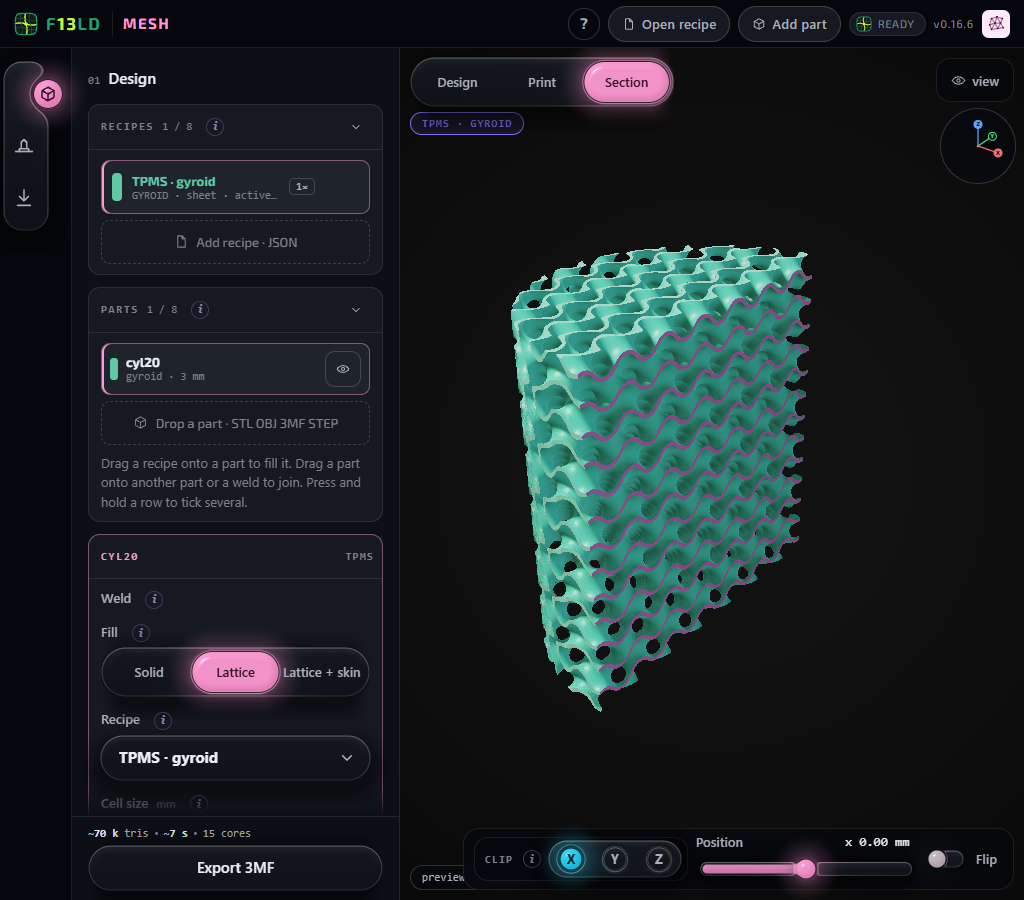 F13LD MESH
?
Open recipe
Add part
READY
v0.16.6
01 Design
RECIPES 1 / 8 i
TPMS · gyroid
GYROID · sheet · active…
1×
Add recipe · JSON
PARTS 1 / 8 i
cyl20
gyroid · 3 mm
Drop a part · STL OBJ 3MF STEP
Drag a recipe onto a part to fill it. Drag a part
onto another part or a weld to join. Press and
hold a row to tick several.
CYL20 TPMS
Weld i
Fill i
Solid Lattice Lattice + skin
Recipe i
TPMS · gyroid
Cell size mm i
~70 k tris • ~7 s • 15 cores
Export 3MF
Design Print Section
TPMS · GYROID
view
Z
Y
X
preview
CLIP i X Y Z
Position x 0.00 mm
Flip